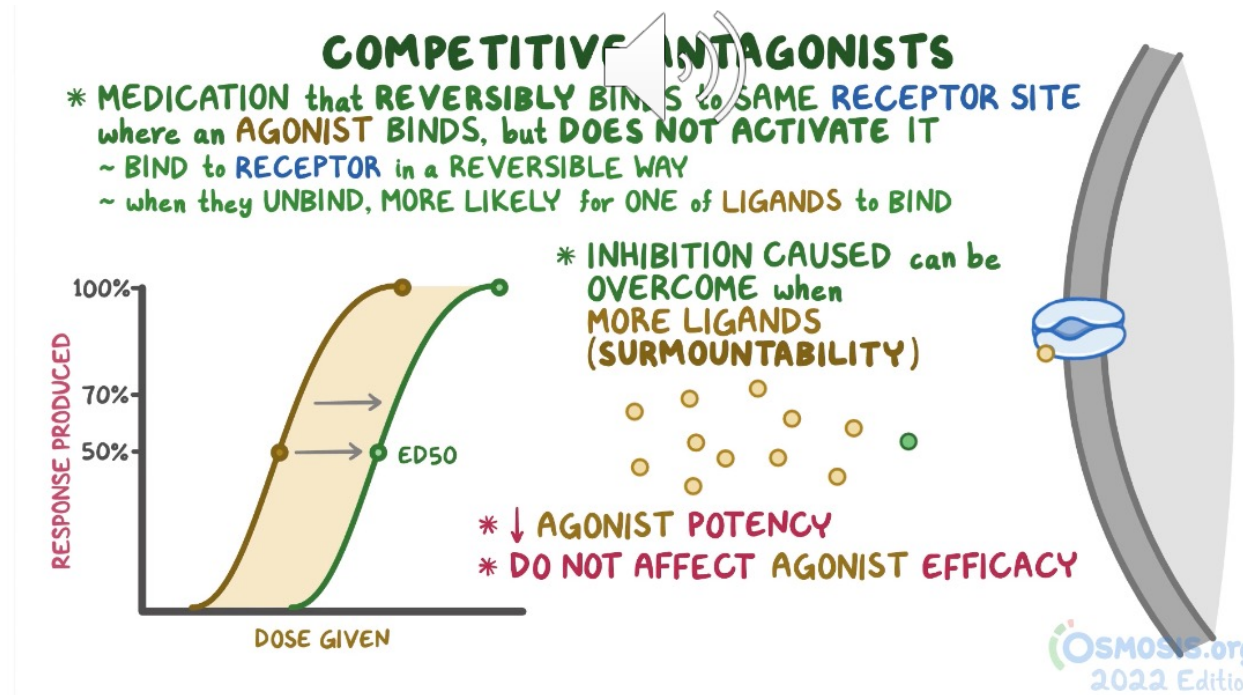 COMPETITIVE ANTAGONISTS
* MEDICATION that REVERSIBLY BINDS to SAME RECEPTOR SITE
where an AGONIST BINDS, but DOES NOT ACTIVATE IT
~ BIND to RECEPTOR in a REVERSIBLE WAY
~ when they UNBIND, MORE LIKELY for ONE of LIGANDS to BIND
* INHIBITION CAUSED can be
OVERCOME when
MORE LIGANDS
(SURMOUNTABILITY)
100%
70%
50%
RESPONSE PRODUCED
ED50
DOSE GIVEN
* ↓ AGONIST POTENCY
* DO NOT AFFECT AGONIST EFFICACY
OSMOSIS.org
2022 Edition